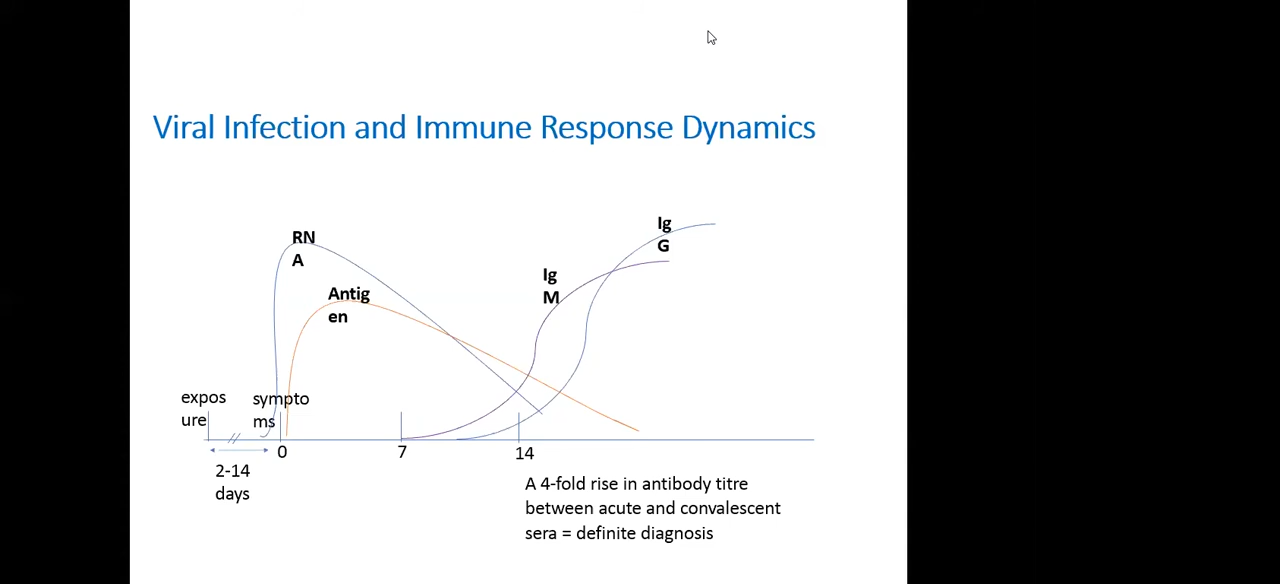 Viral Infection and Immune Response Dynamics
RN
A
Antig
en
Ig
M
Ig
G
expos
ure
sympto
ms
0
7
14
2-14
days
A 4-fold rise in antibody titre
between acute and convalescent
sera = definite diagnosis